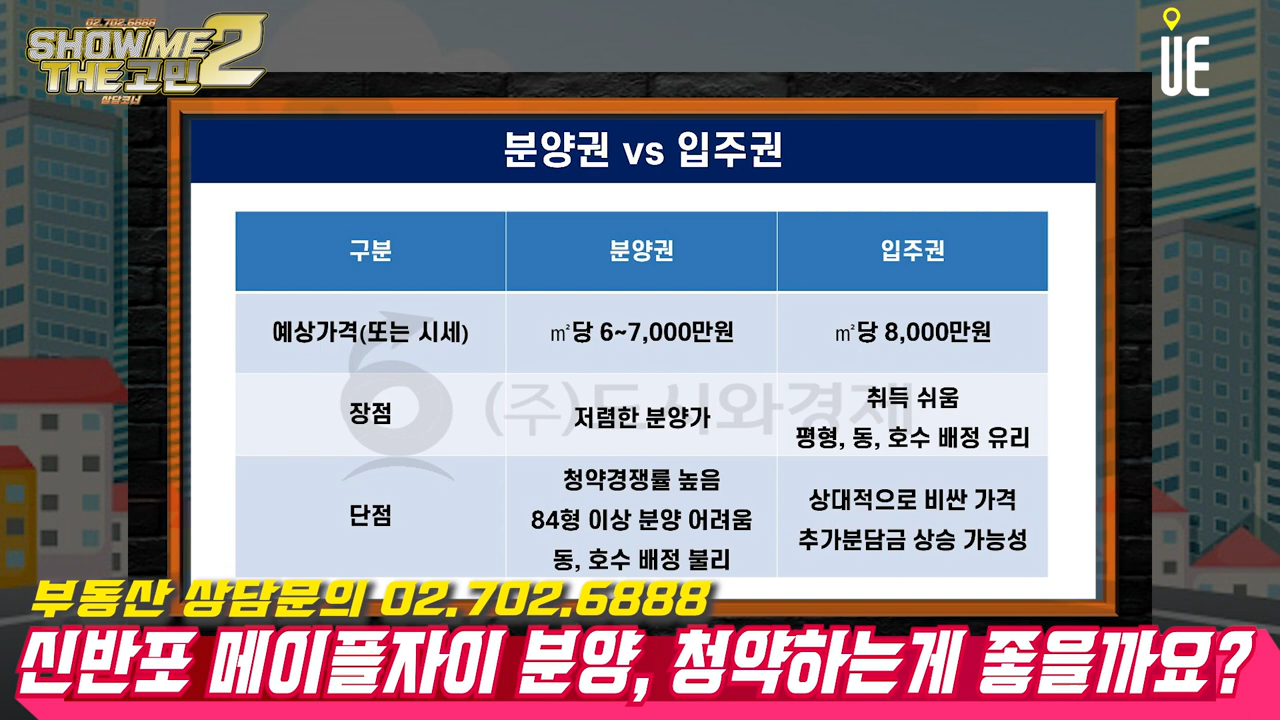 02.702.6888
SHOW ME 2
THE 고민
상담코너
UE
분양권 vs 입주권
구분 분양권 입주권
예상가격(또는 시세) ㎡당 6~7,000만원 ㎡당 8,000만원
장점 저렴한 분양가 취득 쉬움
평형, 동, 호수 배정 유리
단점 청약경쟁률 높음
84형 이상 분양 어려움
동, 호수 배정 불리
상대적으로 비싼 가격
추가분담금 상승 가능성
(주)도시와경제
부동산 상담문의 02.702.6888
신반포 메이플자이 분양, 청약하는게 좋을까요?